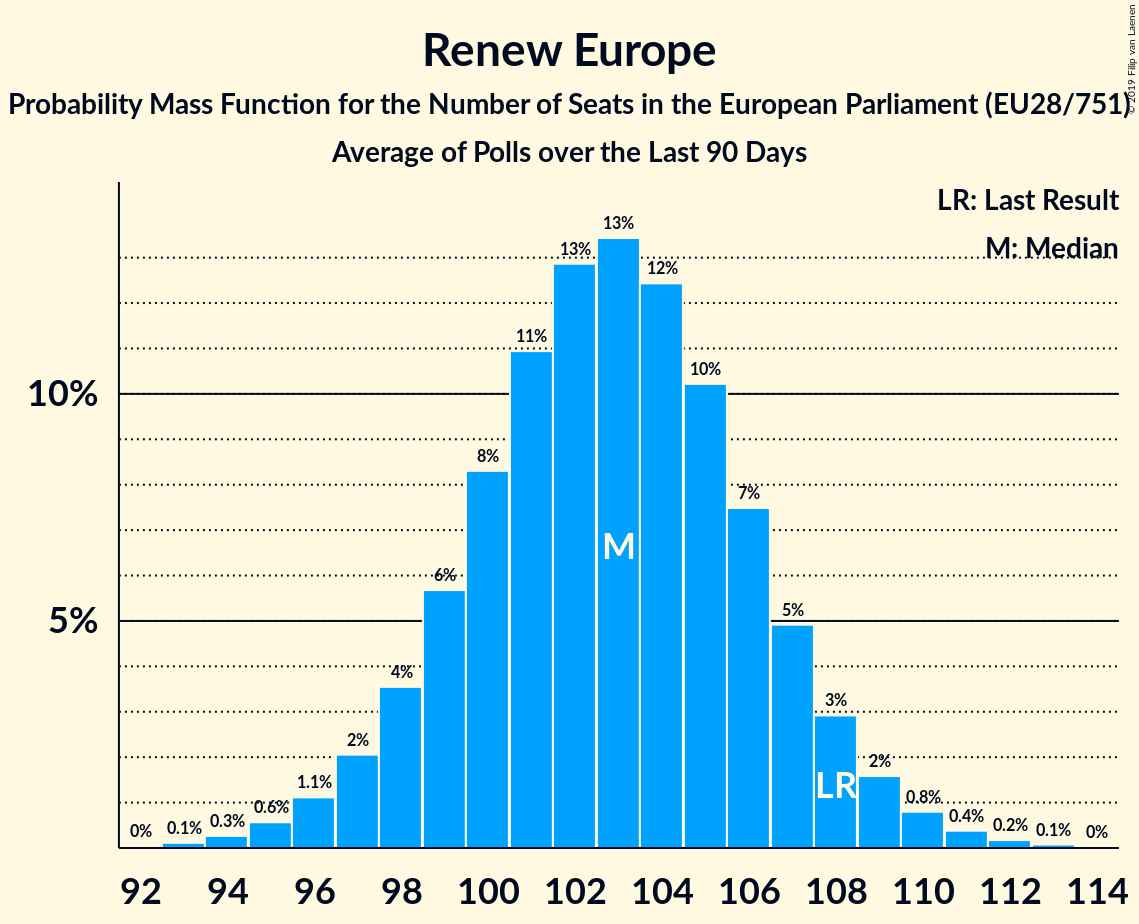 Renew Europe
Probability Mass Function for the Number of Seats in the European Parliament (EU28/751)
Average of Polls over the Last 90 Days
© 2019 Filip van Laenen
LR: Last Result
M: Median
10%
5%
0%
0.1%
0.3%
0.6%
1.1%
2%
4%
6%
8%
11%
13%
13%
12%
10%
7%
5%
3%
2%
0.8%
0.4%
0.2%
0.1%
0%
M
LR
92 94 96 98 100 102 104 106 108 110 112 114